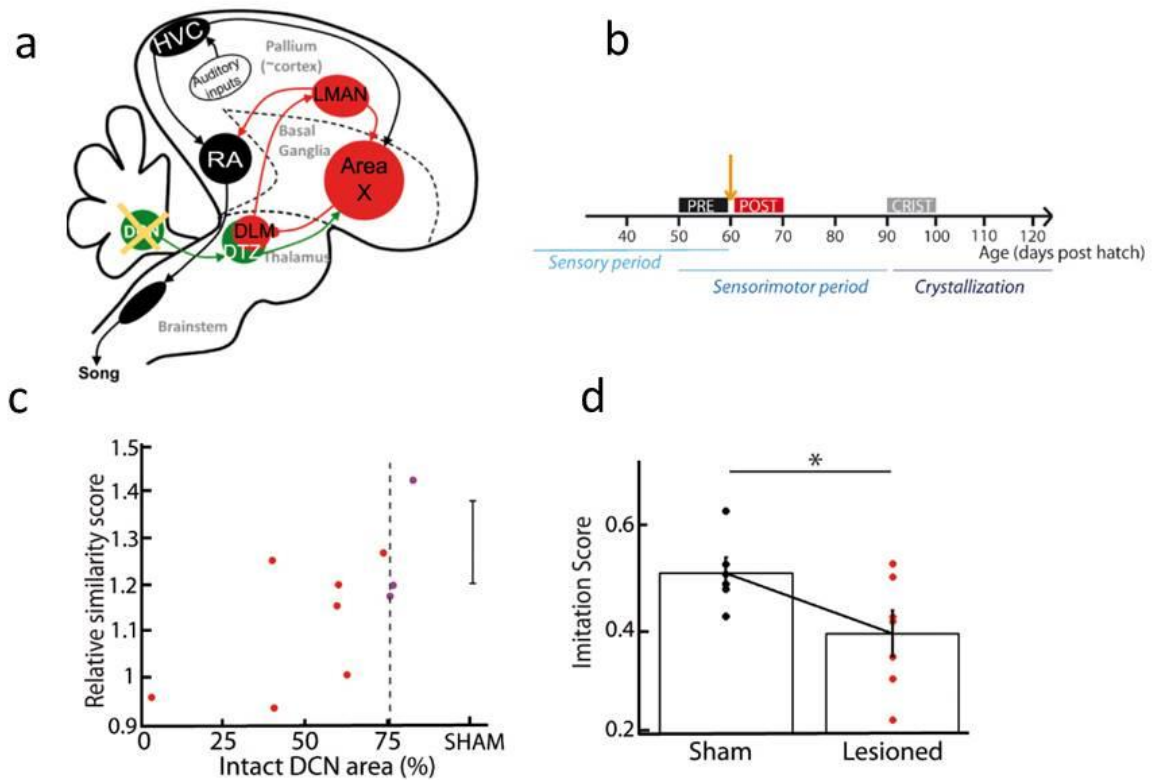 a
HVC
Auditory
inputs
Pallium
(~cortex)
LMAN
Basal
Ganglia
RA
Area
X
DLM
DTZ
Thalamus
Brainstem
Song
b
PRE
POST
CRIST
40 50 60 70 80 90 100 110 120
Age (days post hatch)
Sensory period
Sensorimotor period
Crystallization
c
Relative similarity score
1.5
1.4
1.3
1.2
1.1
1
0.9
0 25 50 75 SHAM
Intact DCN area (%)
d
*
Imitation Score
0.6
0.4
0.2
Sham Lesioned